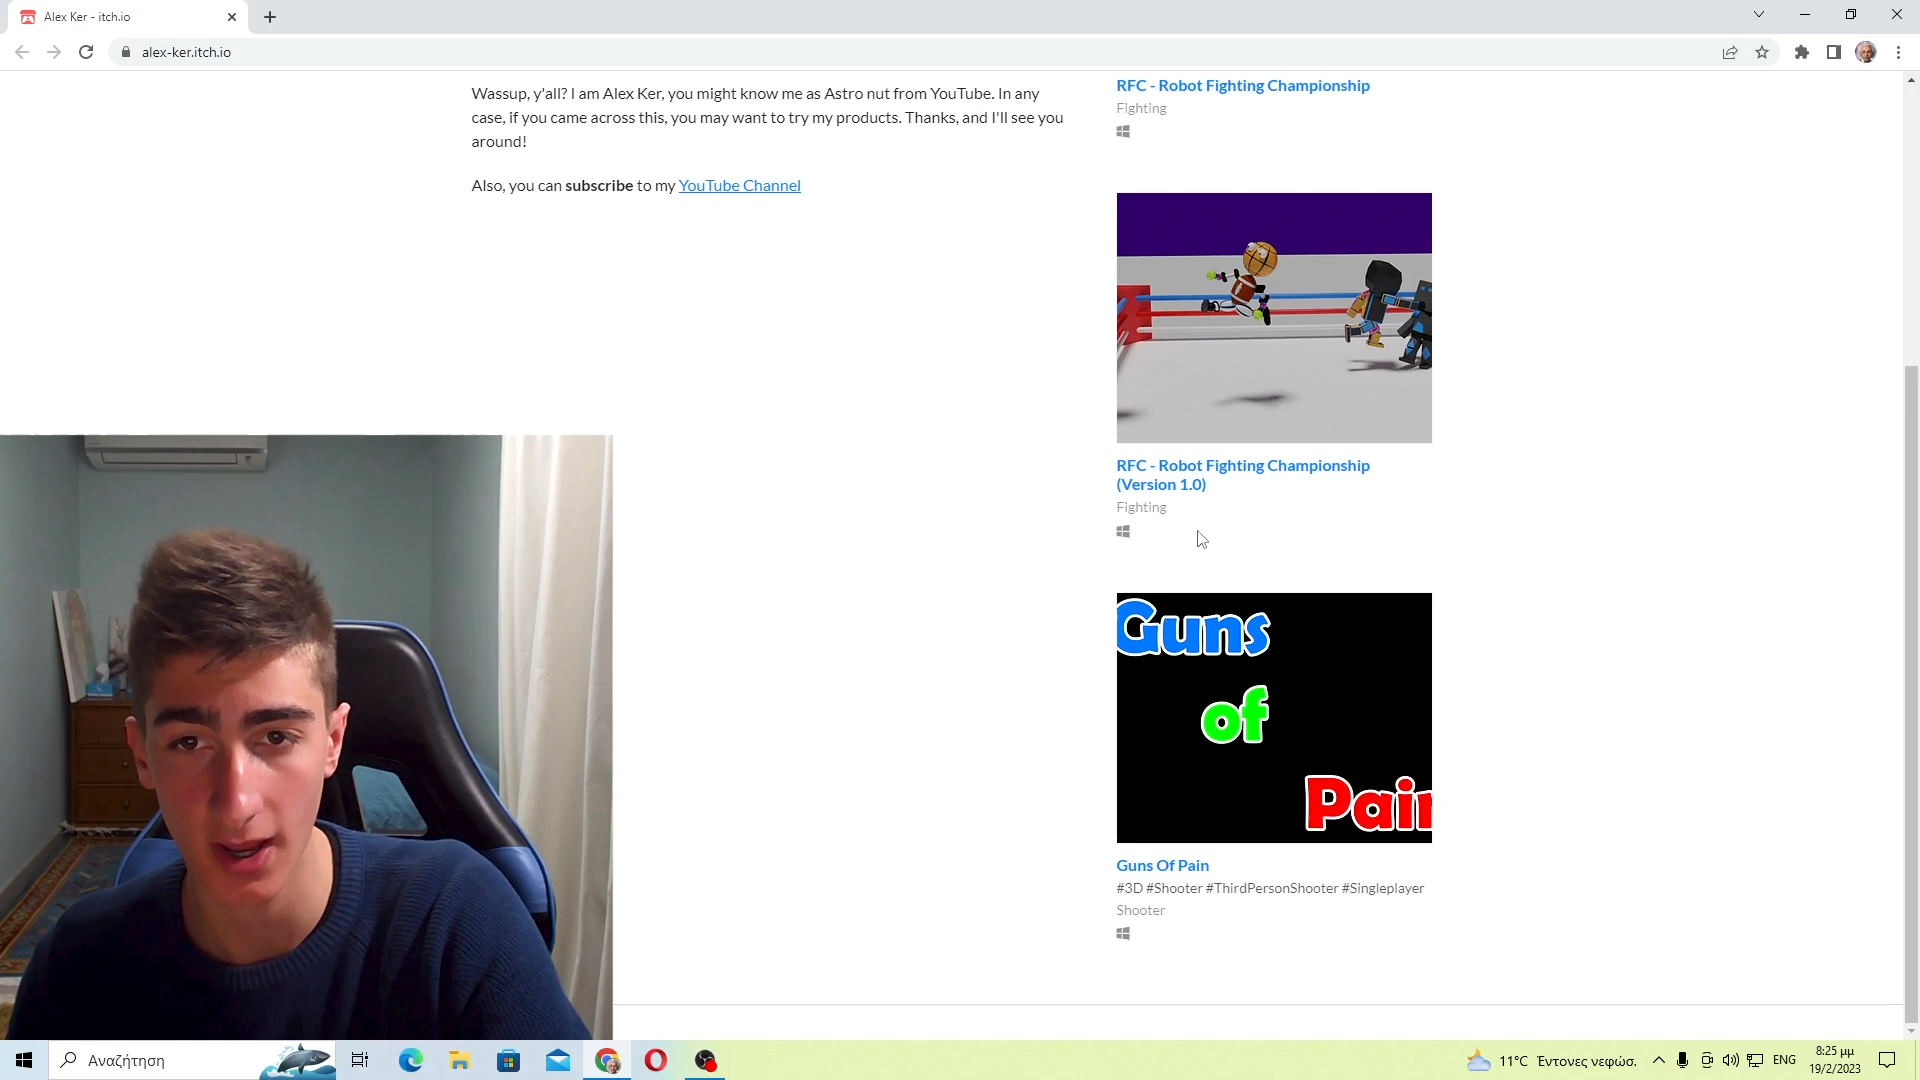 Alex Ker - itch.io
alex-ker.itch.io
Wassup, y'all? I am Alex Ker, you might know me as Astro nut from YouTube. In any
case, if you came across this, you may want to try my products. Thanks, and I'll see you
around!
Also, you can subscribe to my YouTube Channel
RFC - Robot Fighting Championship
Fighting
RFC - Robot Fighting Championship
(Version 1.0)
Fighting
Guns
of
Pain
Guns Of Pain
#3D #Shooter #ThirdPersonShooter #Singleplayer
Shooter
Αναζήτηση
11°C Έντονες νεφώσ.
ENG
8:25 μμ
19/2/2023